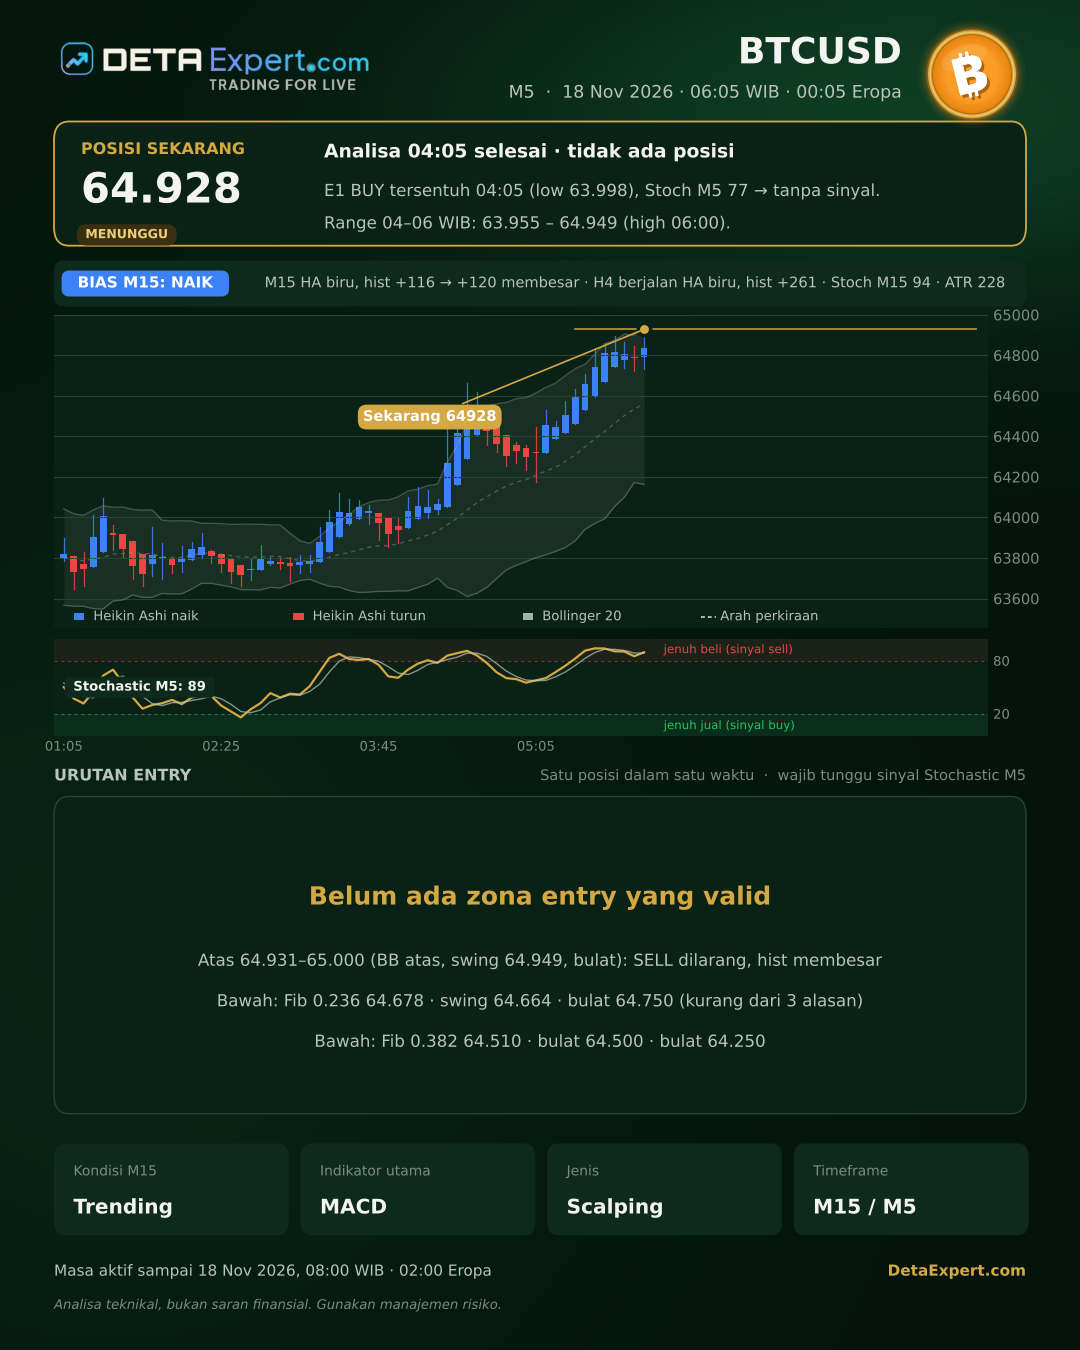 DETA Expert.com
TRADING FOR LIVE
BTCUSD
M5 · 18 Nov 2026 · 06:05 WIB · 00:05 Eropa
POSISI SEKARANG
64.928
MENUNGGU
Analisa 04:05 selesai · tidak ada posisi
E1 BUY tersentuh 04:05 (low 63.998), Stoch M5 77 → tanpa sinyal.
Range 04–06 WIB: 63.955 – 64.949 (high 06:00).
BIAS M15: NAIK
M15 HA biru, hist +116 → +120 membesar · H4 berjalan HA biru, hist +261 · Stoch M15 94 · ATR 228
65000
64800
64600
64400
64200
64000
63800
63600
Sekarang 64928
Heikin Ashi naik
Heikin Ashi turun
Bollinger 20
Arah perkiraan
jenuh beli (sinyal sell)
80
Stochastic M5: 89
20
jenuh jual (sinyal buy)
01:05
02:25
03:45
05:05
URUTAN ENTRY
Satu posisi dalam satu waktu · wajib tunggu sinyal Stochastic M5
Belum ada zona entry yang valid
Atas 64.931–65.000 (BB atas, swing 64.949, bulat): SELL dilarang, hist membesar
Bawah: Fib 0.236 64.678 · swing 64.664 · bulat 64.750 (kurang dari 3 alasan)
Bawah: Fib 0.382 64.510 · bulat 64.500 · bulat 64.250
Kondisi M15
Trending
Indikator utama
MACD
Jenis
Scalping
Timeframe
M15 / M5
Masa aktif sampai 18 Nov 2026, 08:00 WIB · 02:00 Eropa
DetaExpert.com
Analisa teknikal, bukan saran finansial. Gunakan manajemen risiko.